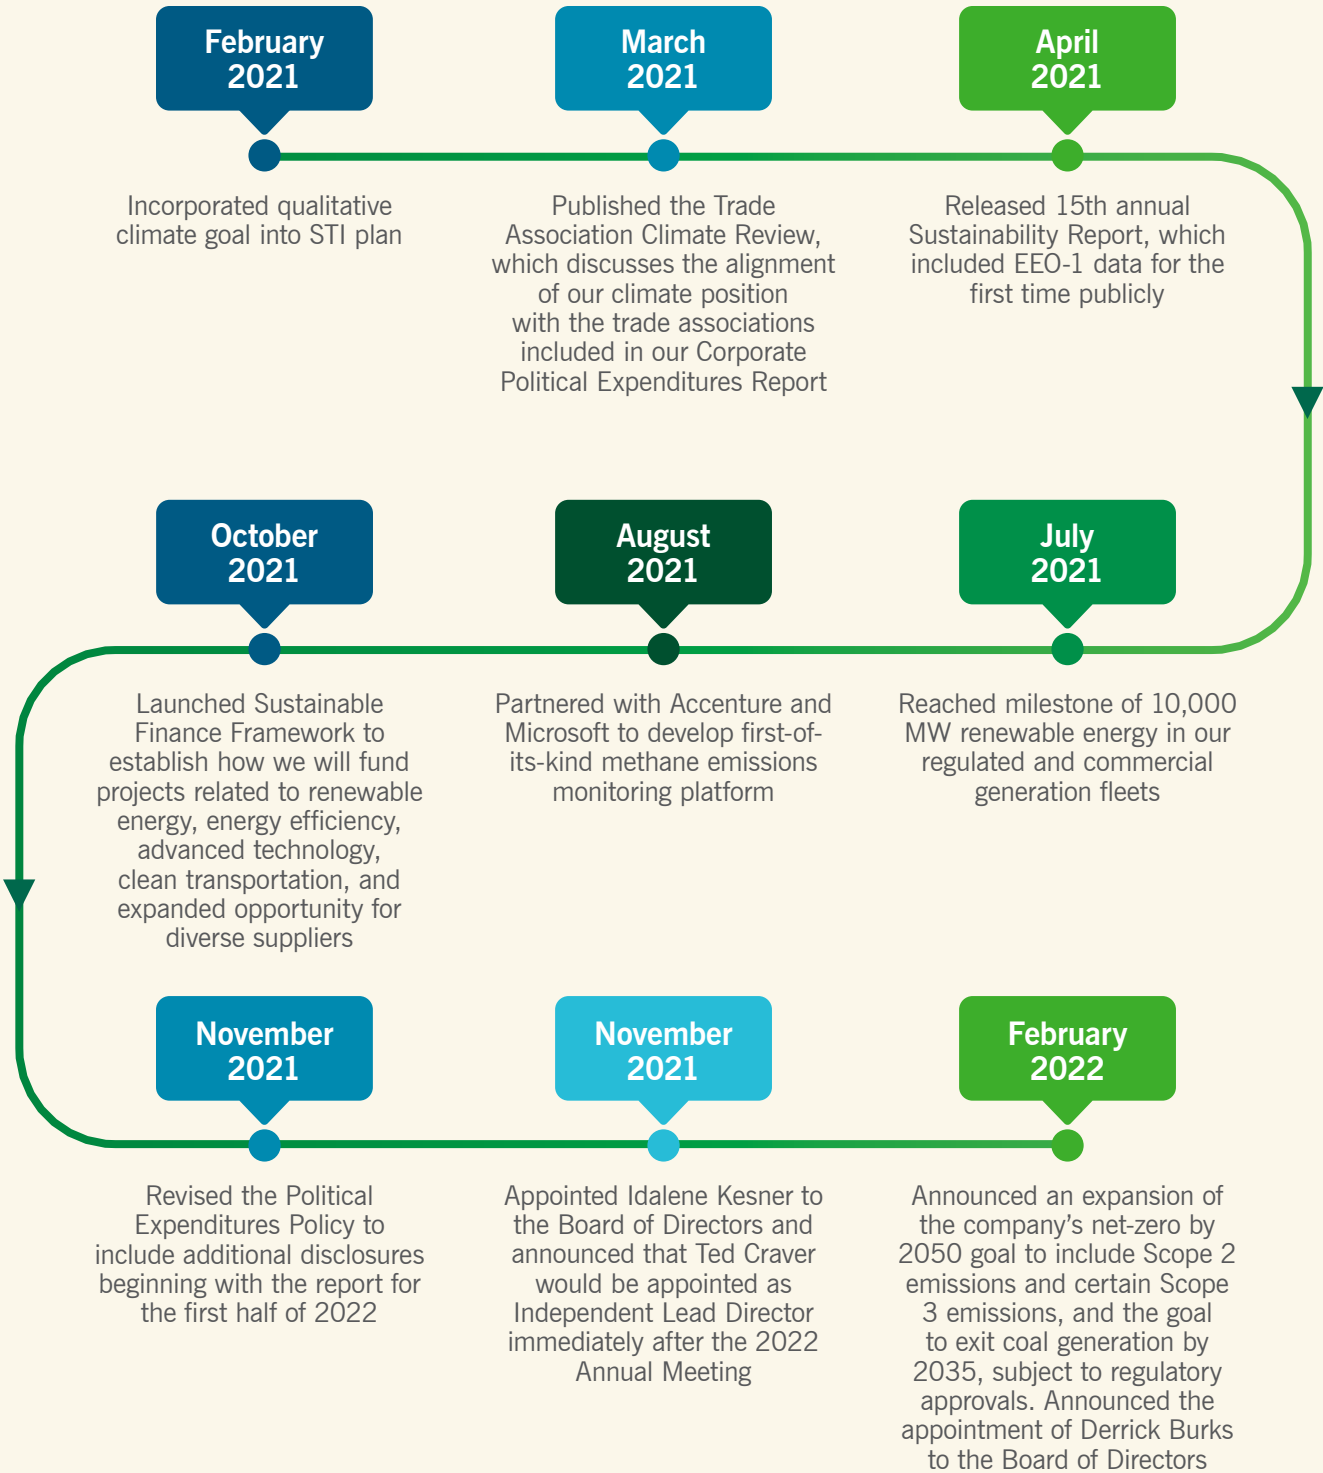 February
2021
Incorporated qualitative
climate goal into STI plan
March
2021
Published the Trade
Association Climate Review,
which discusses the alignment
of our climate position
with the trade associations
included in our Corporate
Political Expenditures Report
April
2021
Released 15th annual
Sustainability Report, which
included EEO-1 data for the
first time publicly
July
2021
Reached milestone of 10,000
MW renewable energy in our
regulated and commercial
generation fleets
August
2021
Partnered with Accenture and
Microsoft to develop first-of-
its-kind methane emissions
monitoring platform
October
2021
Launched Sustainable
Finance Framework to
establish how we will fund
projects related to renewable
energy, energy efficiency,
advanced technology,
clean transportation, and
expanded opportunity for
diverse suppliers
November
2021
Revised the Political
Expenditures Policy to
include additional disclosures
beginning with the report for
the first half of 2022
November
2021
Appointed Idalene Kesner to
the Board of Directors and
announced that Ted Craver
would be appointed as
Independent Lead Director
immediately after the 2022
Annual Meeting
February
2022
Announced an expansion of
the company’s net-zero by
2050 goal to include Scope 2
emissions and certain Scope
3 emissions, and the goal
to exit coal generation by
2035, subject to regulatory
approvals. Announced the
appointment of Derrick Burks
to the Board of Directors